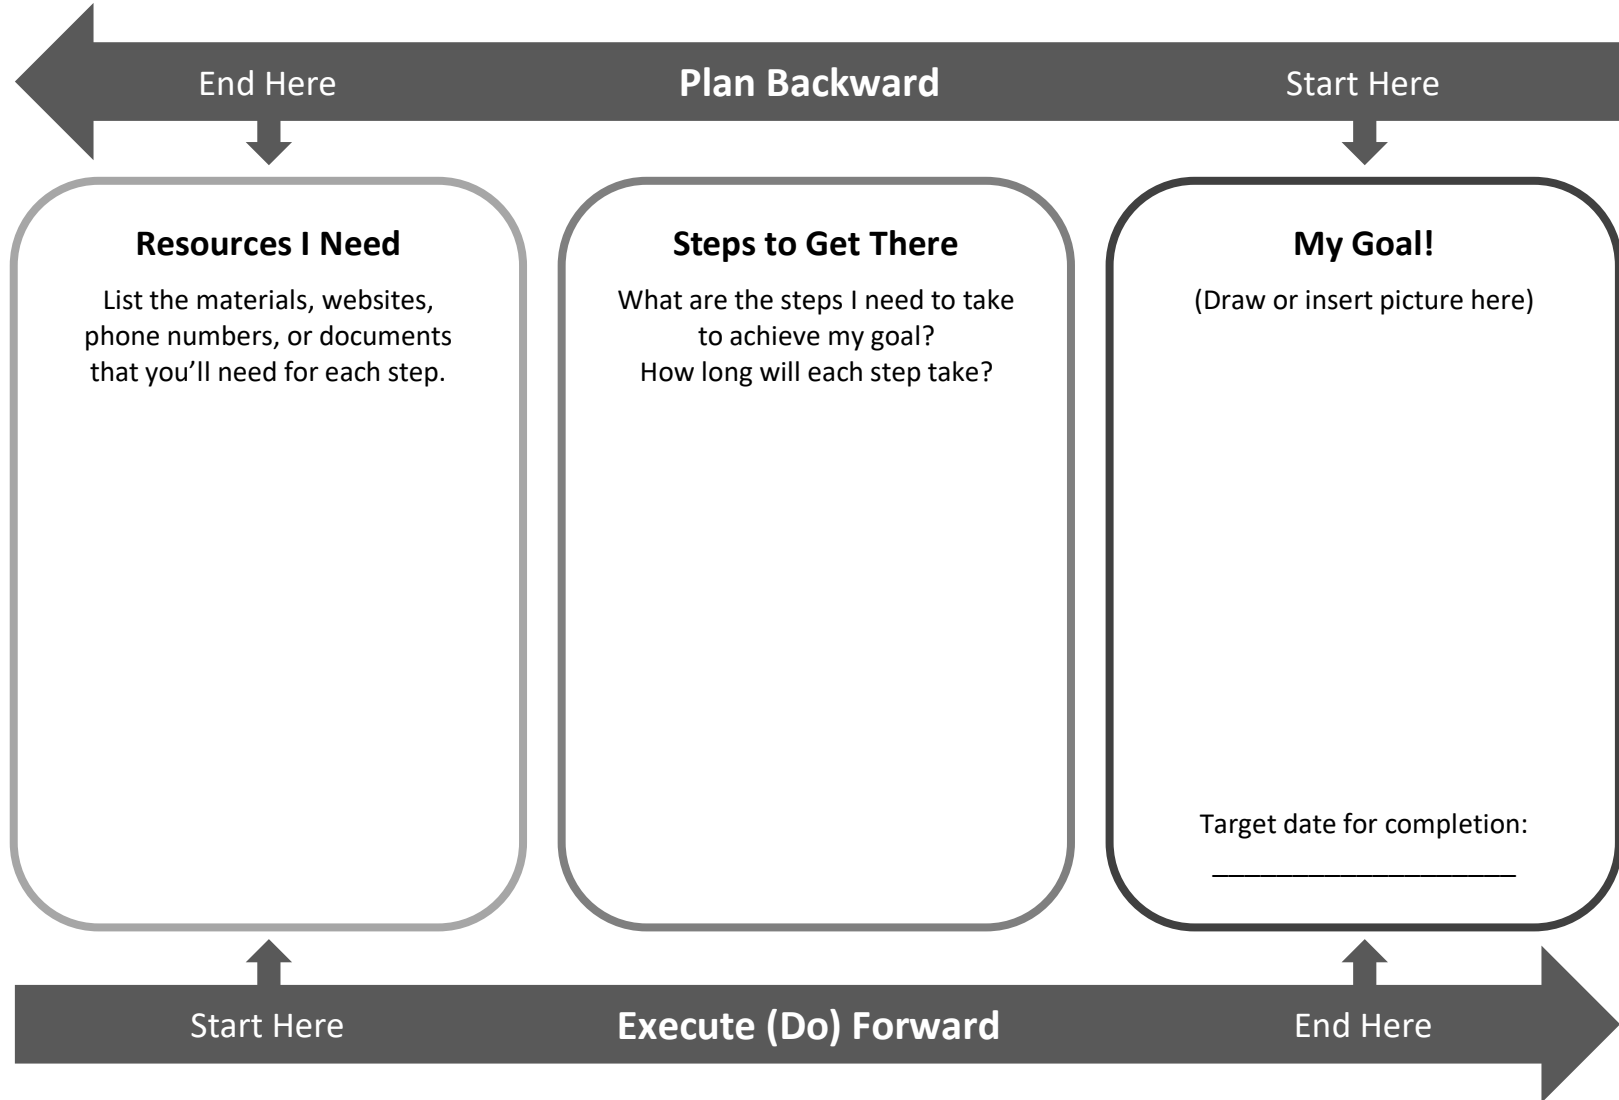 End Here
Plan Backward
Start Here
Resources I Need
List the materials, websites,
phone numbers, or documents
that you’ll need for each step.
Steps to Get There
What are the steps I need to take
to achieve my goal?
How long will each step take?
My Goal!
(Draw or insert picture here)
Target date for completion:
____________________
Start Here
Execute (Do) Forward
End Here